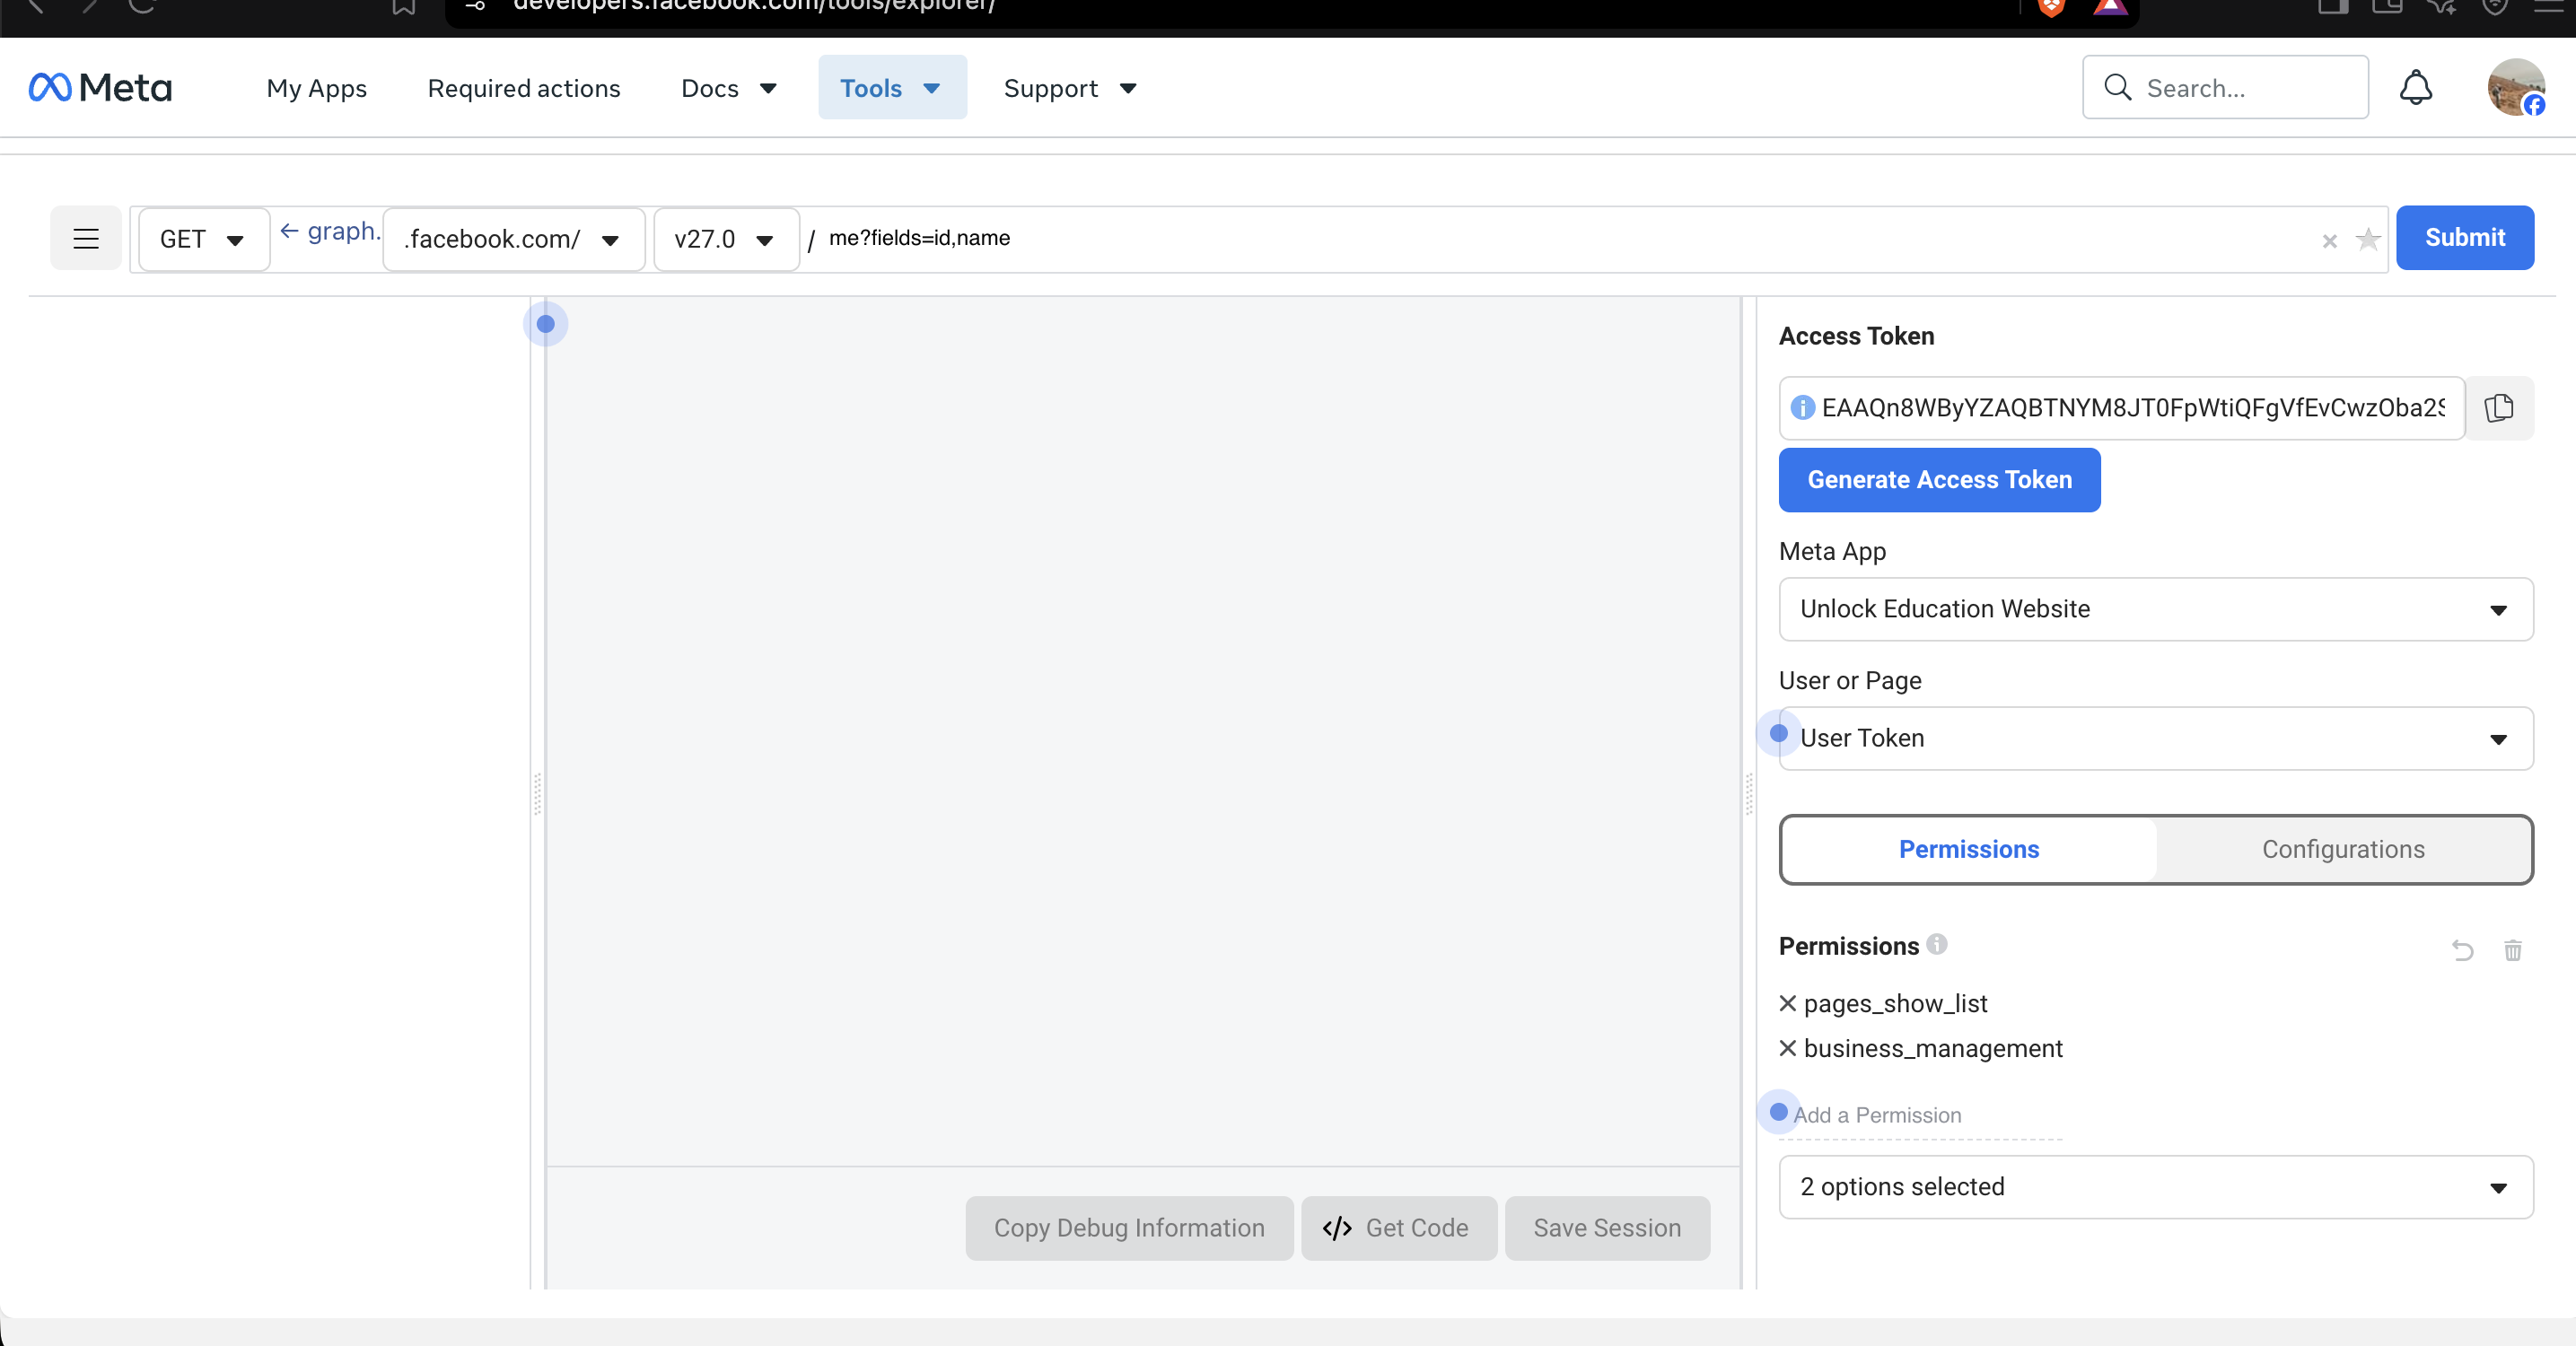 developers.facebook.com/tools/explorer/
Meta
My Apps
Required actions
Docs
Tools
Support
Search...
GET
← graph.
.facebook.com/
v27.0
/
me?fields=id,name
Submit
Access Token
EAAQn8WByYZAQBTNYM8JT0FpWtiQFgVfEvCwzOba2S
Generate Access Token
Meta App
Unlock Education Website
User or Page
User Token
Permissions
Configurations
Permissions
pages_show_list
business_management
Add a Permission
2 options selected
Copy Debug Information
</> Get Code
Save Session